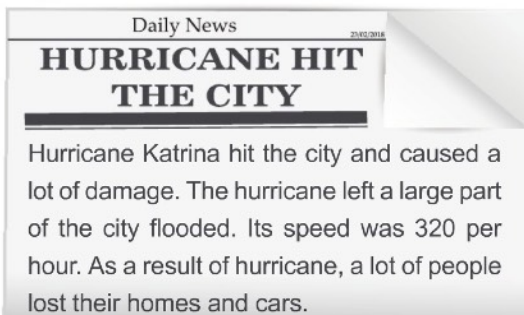 Daily News
23/02/2018
HURRICANE HIT
THE CITY
Hurricane Katrina hit the city and caused a
lot of damage. The hurricane left a large part
of the city flooded. Its speed was 320 per
hour. As a result of hurricane, a lot of people
lost their homes and cars.